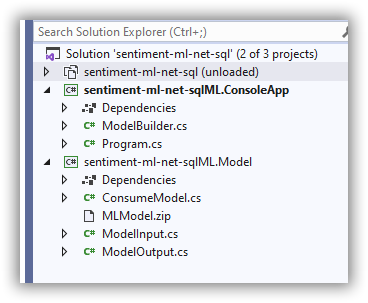 Search Solution Explorer (Ctrl+;)
Solution 'sentiment-ml-net-sql' (2 of 3 projects)
sentiment-ml-net-sql (unloaded)
C# sentiment-ml-net-sqlML.ConsoleApp
Dependencies
C# ModelBuilder.cs
C# Program.cs
C# sentiment-ml-net-sqlML.Model
Dependencies
C# ConsumeModel.cs
MLModel.zip
C# ModelInput.cs
C# ModelOutput.cs